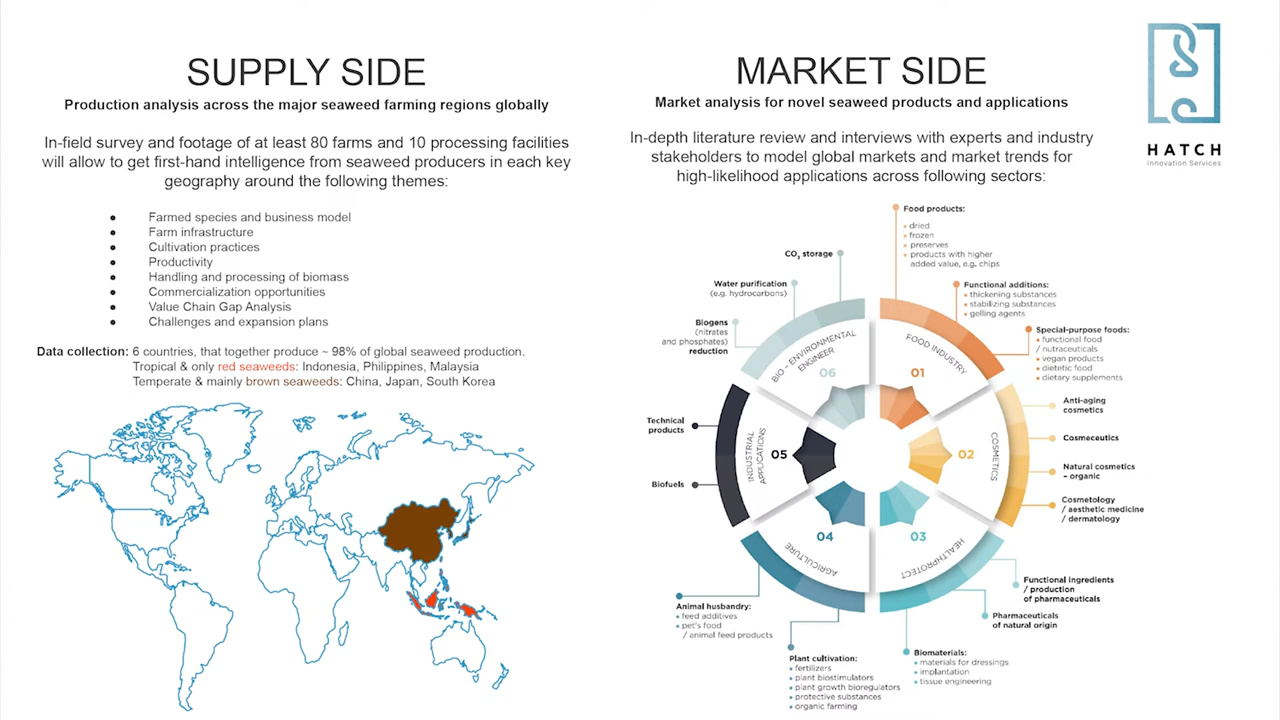 SUPPLY SIDE
Production analysis across the major seaweed farming regions globally
In-field survey and footage of at least 80 farms and 10 processing facilities
will allow to get first-hand intelligence from seaweed producers in each key
geography around the following themes:
● Farmed species and business model
● Farm infrastructure
● Cultivation practices
● Productivity
● Handling and processing of biomass
● Commercialization opportunities
● Value Chain Gap Analysis
● Challenges and expansion plans
Data collection: 6 countries, that together produce ~ 98% of global seaweed production.
Tropical & only red seaweeds: Indonesia, Philippines, Malaysia
Temperate & mainly brown seaweeds: China, Japan, South Korea
MARKET SIDE
Market analysis for novel seaweed products and applications
In-depth literature review and interviews with experts and industry
stakeholders to model global markets and market trends for
high-likelihood applications across following sectors:
HATCH
Innovation Services
FOOD INDUSTRY
01
Food products:
• dried
• frozen
• preserves
• products with higher
added value, e.g. chips
Functional additions:
• thickening substances
• stabilizing substances
• gelling agents
Special-purpose foods:
• functional food
/ nutraceuticals
• vegan products
• dietetic food
• dietary supplements
COSMETICS
02
Anti-aging
cosmetics
Cosmeceutics
Natural cosmetics
- organic
Cosmetology
/ aesthetic medicine
/ dermatology
HEALTHPROTECT
03
Functional ingredients
/ production
of pharmaceuticals
Pharmaceuticals
of natural origin
Biomaterials:
• materials for dressings
• implantation
• tissue engineering
AGRICULTURE
04
Plant cultivation:
• fertilizers
• plant biostimulators
• plant growth bioregulators
• protective substances
• organic farming
Animal husbandry:
• feed additives
• pet's food
/ animal feed products
INDUSTRIAL
APPLICATIONS
05
Biofuels
Technical
products
BIO - ENVIRONMENTAL
ENGINEER
06
Biogens
(nitrates
and phosphates)
reduction
Water purification
(e.g. hydrocarbons)
CO₂ storage